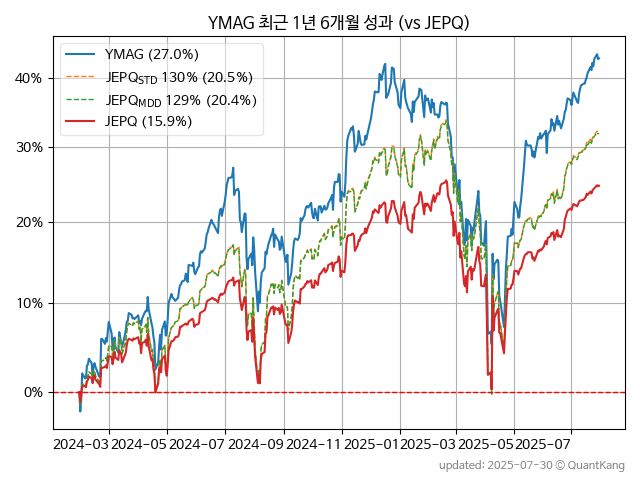 YMAG 최근 1년 6개월 성과 (vs JEPQ)
YMAG (27.0%)
JEPQSTD 130% (20.5%)
JEPQMDD 129% (20.4%)
JEPQ (15.9%)
40%
30%
20%
10%
0%
2024-03 2024-05 2024-07 2024-09 2024-11 2025-01 2025-03 2025-05 2025-07
updated: 2025-07-30 © QuantKang